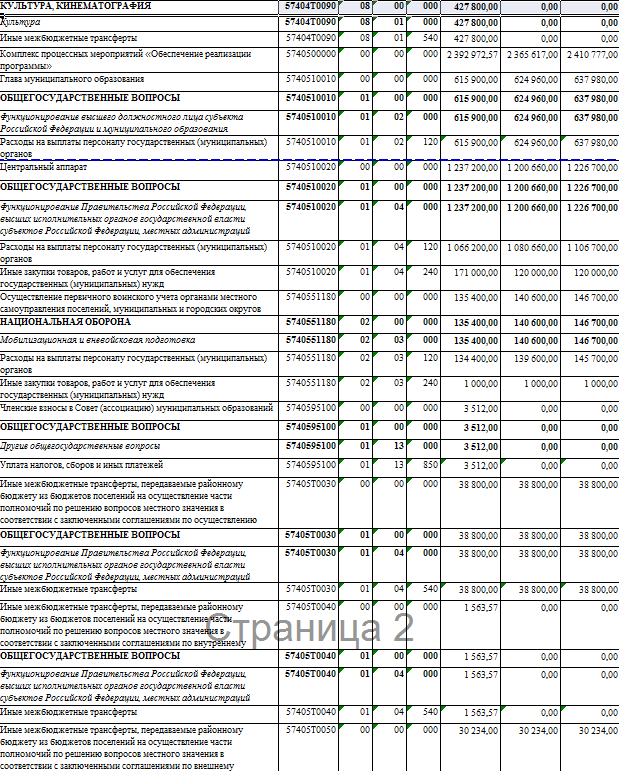 КУЛЬТУРА, КИНЕМАТОГРАФИЯ 57404Т0090 08 00 000 427 800,00 0,00 0,00
Культура 57404Т0090 08 01 000 427 800,00 0,00 0,00
Иные межбюджетные трансферты 57404Т0090 08 01 540 427 800,00 0,00 0,00
Комплекс процессных мероприятий «Обеспечение реализации 5740500000 00 00 000 2 392 972,57 2 365 617,00 2 410 777,00
программы»
Глава муниципального образования 5740510010 00 00 000 615 900,00 624 960,00 637 980,00
ОБЩЕГОСУДАРСТВЕННЫЕ ВОПРОСЫ 5740510010 01 00 000 615 900,00 624 960,00 637 980,00
Функционирование высшего должностного лица субъекта 5740510010 01 02 000 615 900,00 624 960,00 637 980,00
Российской Федерации и муниципального образования
Расходы на выплаты персоналу государственных (муниципальных) 5740510010 01 02 120 615 900,00 624 960,00 637 980,00
органов
Центральный аппарат 5740510020 00 00 000 1 237 200,00 1 200 660,00 1 226 700,00
ОБЩЕГОСУДАРСТВЕННЫЕ ВОПРОСЫ 5740510020 01 00 000 1 237 200,00 1 200 660,00 1 226 700,00
Функционирование Правительства Российской Федерации, 5740510020 01 04 000 1 237 200,00 1 200 660,00 1 226 700,00
высших исполнительных органов государственной власти
субъектов Российской Федерации, местных администраций
Расходы на выплаты персоналу государственных (муниципальных) 5740510020 01 04 120 1 066 200,00 1 080 660,00 1 106 700,00
органов
Иные закупки товаров, работ и услуг для обеспечения 5740510020 01 04 240 171 000,00 120 000,00 120 000,00
государственных (муниципальных) нужд
Осуществление первичного воинского учета органами местного 5740551180 00 00 000 135 400,00 140 600,00 146 700,00
самоуправления поселений, муниципальных и городских округов
НАЦИОНАЛЬНАЯ ОБОРОНА 5740551180 02 00 000 135 400,00 140 600,00 146 700,00
Мобилизационная и вневойсковая подготовка 5740551180 02 03 000 135 400,00 140 600,00 146 700,00
Расходы на выплаты персоналу государственных (муниципальных) 5740551180 02 03 120 134 400,00 139 600,00 145 700,00
органов
Иные закупки товаров, работ и услуг для обеспечения 5740551180 02 03 240 1 000,00 1 000,00 1 000,00
государственных (муниципальных) нужд
Членские взносы в Совет (ассоциацию) муниципальных образований 5740595100 00 00 000 3 512,00 0,00 0,00
ОБЩЕГОСУДАРСТВЕННЫЕ ВОПРОСЫ 5740595100 01 00 000 3 512,00 0,00 0,00
Другие общегосударственные вопросы 5740595100 01 13 000 3 512,00 0,00 0,00
Уплата налогов, сборов и иных платежей 5740595100 01 13 850 3 512,00 0,00 0,00
Иные межбюджетные трансферты, передаваемые районному 57405Т0030 00 00 000 38 800,00 38 800,00 38 800,00
бюджету из бюджетов поселений на осуществление части
полномочий по решению вопросов местного значения в
соответствии с заключенными соглашениями по осуществлению
ОБЩЕГОСУДАРСТВЕННЫЕ ВОПРОСЫ 57405Т0030 01 00 000 38 800,00 38 800,00 38 800,00
Функционирование Правительства Российской Федерации, 57405Т0030 01 04 000 38 800,00 38 800,00 38 800,00
высших исполнительных органов государственной власти
субъектов Российской Федерации, местных администраций
Иные межбюджетные трансферты 57405Т0030 01 04 540 38 800,00 38 800,00 38 800,00
Иные межбюджетные трансферты, передаваемые районному 57405Т0040 00 00 000 1 563,57 0,00 0,00
бюджету из бюджетов поселений на осуществление части
полномочий по решению вопросов местного значения в
соответствии с заключенными соглашениями по внутреннему
Страница 2
ОБЩЕГОСУДАРСТВЕННЫЕ ВОПРОСЫ 57405Т0040 01 00 000 1 563,57 0,00 0,00
Функционирование Правительства Российской Федерации, 57405Т0040 01 04 000 1 563,57 0,00 0,00
высших исполнительных органов государственной власти
субъектов Российской Федерации, местных администраций
Иные межбюджетные трансферты 57405Т0040 01 04 540 1 563,57 0,00 0,00
Иные межбюджетные трансферты, передаваемые районному 57405Т0050 00 00 000 30 234,00 30 234,00 30 234,00
бюджету из бюджетов поселений на осуществление части
полномочий по решению вопросов местного значения в
соответствии с заключенными соглашениями по внешнему